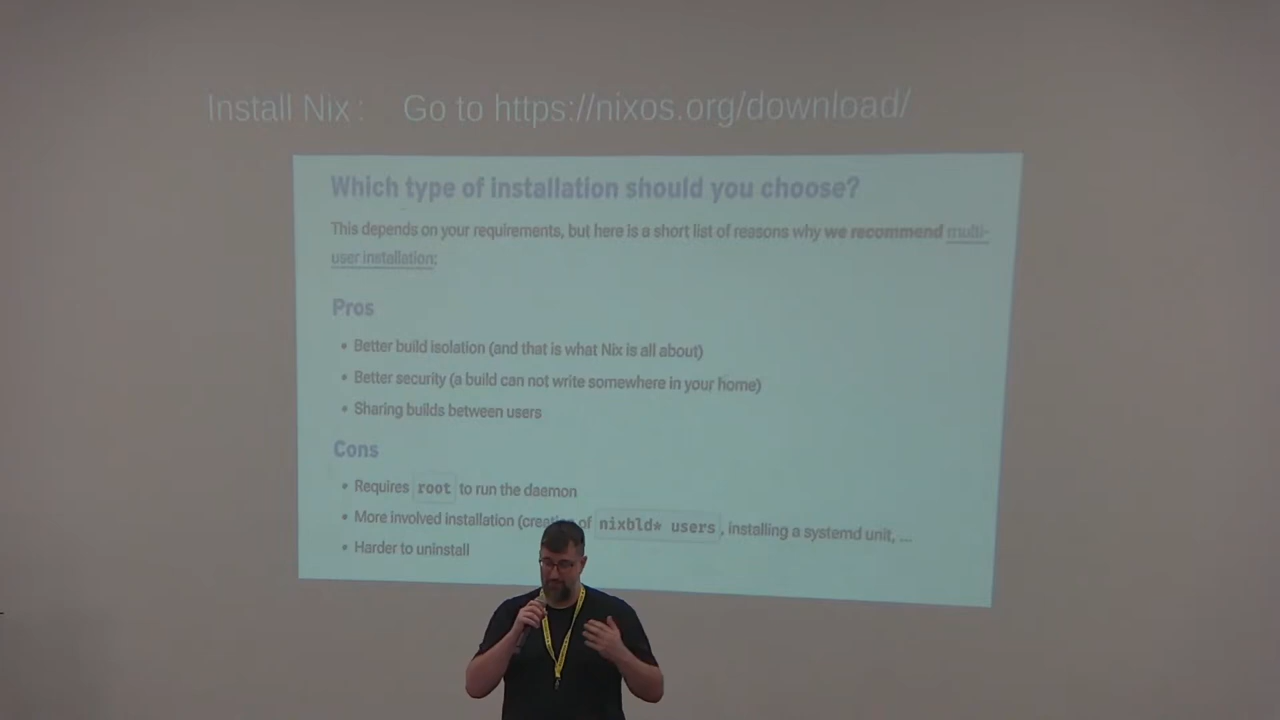 Install Nix : Go to https://nixos.org/download/
Which type of installation should you choose?
This depends on your requirements, but here is a short list of reasons why we recommend multi-
user installation:
Pros
• Better build isolation (and that is what Nix is all about)
• Better security (a build can not write somewhere in your home)
• Sharing builds between users
Cons
• Requires root to run the daemon
• More involved installation ( of nixbld* users, installing a systemd unit, ...
• Harder to uninstall